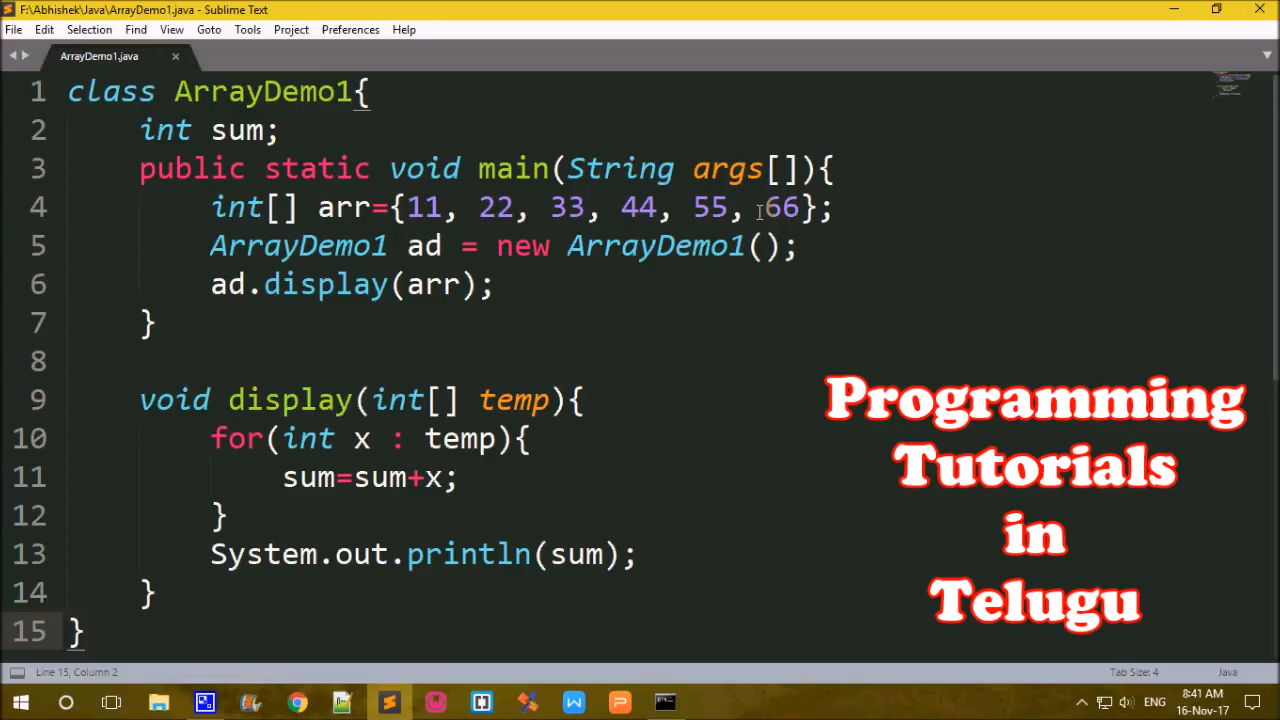 F:\Abhishek\Java\ArrayDemo1.java - Sublime Text
File Edit Selection Find View Goto Tools Project Preferences Help
ArrayDemo1.java
1 class ArrayDemo1{
2     int sum;
3     public static void main(String args[]){
4         int[] arr={11, 22, 33, 44, 55, 66};
5         ArrayDemo1 ad = new ArrayDemo1();
6         ad.display(arr);
7     }
8
9     void display(int[] temp){
10         for(int x : temp){
11             sum=sum+x;
12         }
13         System.out.println(sum);
14     }
15 }
Programming
Tutorials
in
Telugu
Line 15, Column 2 Tab Size: 4 Java
ENG 8:41 AM
16-Nov-17